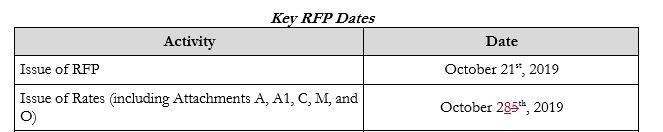 Key RFP Dates
Activity Date
Issue of RFP October 21st, 2019
Issue of Rates (including Attachments A, A1, C, M, and
O) October 285th, 2019